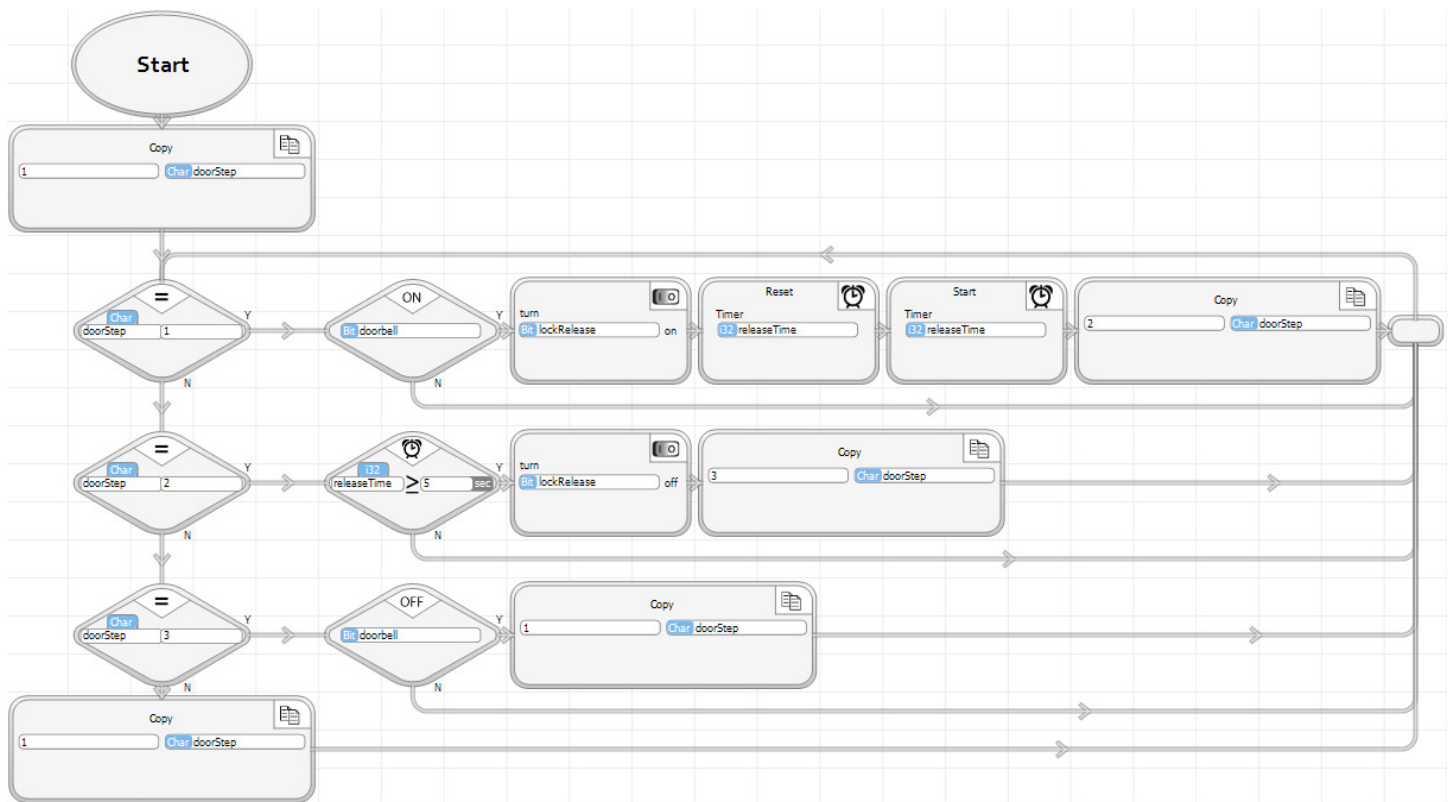 Start
Copy
1 Char doorStep
= ON Reset Start Copy
Char Y Y turn Timer Timer 2 Char doorStep
doorStep 1 Bit doorbell Bit lockRelease on i32 releaseTime i32 releaseTime
N N
= Copy
Char Y i32 Y turn 3 Char doorStep
doorStep 2 releaseTime ≥ 5 sec Bit lockRelease off
N N
= OFF Copy
Char Y Y 1 Char doorStep
doorStep 3 Bit doorbell
N N
Copy
1 Char doorStep